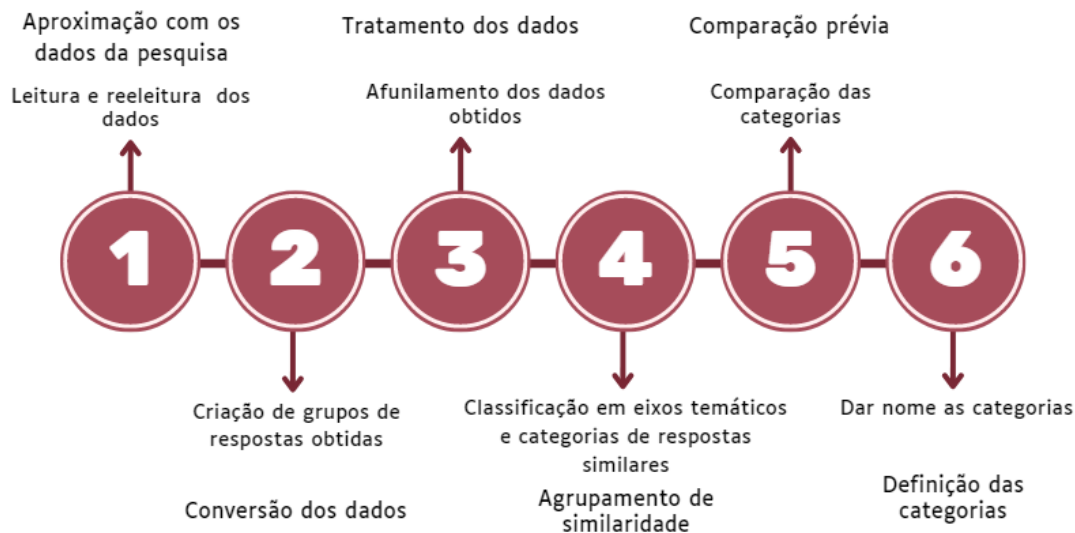 Aproximação com os
dados da pesquisa
Leitura e reeleitura dos
dados
Tratamento dos dados
Afunilamento dos dados
obtidos
Comparação prévia
Comparação das
categorias
1
2
3
4
5
6
Criação de grupos de
respostas obtidas
Conversão dos dados
Classificação em eixos temáticos
e categorias de respostas
similares
Agrupamento de
similaridade
Dar nome as categorias
Definição das
categorias